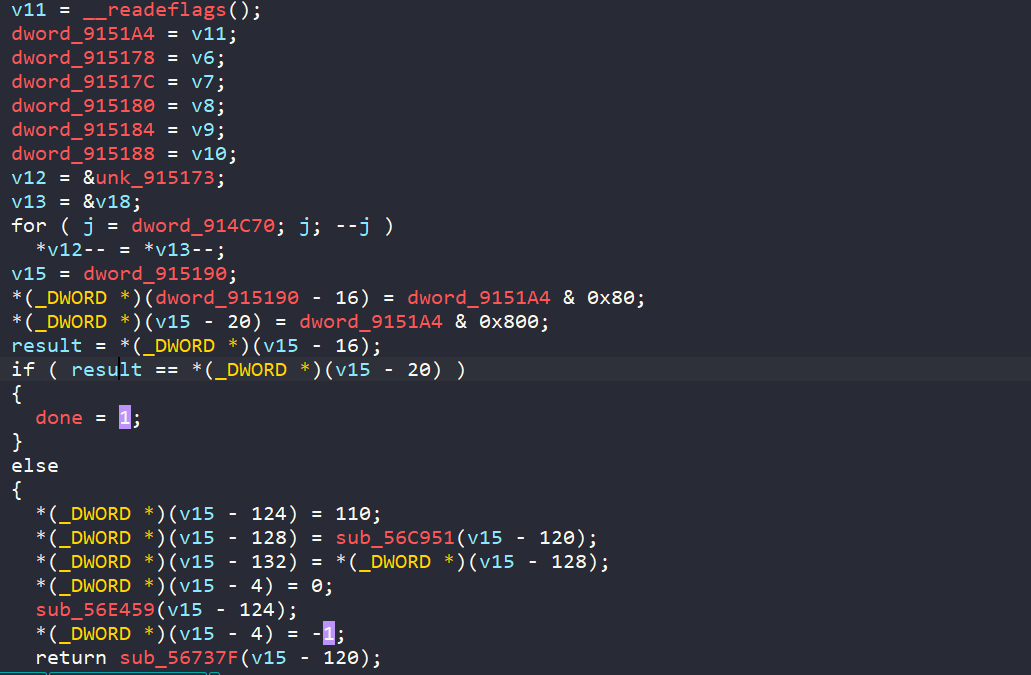 v11 = __readeflags();
dword_9151A4 = v11;
dword_915178 = v6;
dword_91517C = v7;
dword_915180 = v8;
dword_915184 = v9;
dword_915188 = v10;
v12 = &unk_915173;
v13 = &v18;
for ( j = dword_914C70; j; --j )
  *v12-- = *v13--;
v15 = dword_915190;
*(_DWORD *)(dword_915190 - 16) = dword_9151A4 & 0x80;
*(_DWORD *)(v15 - 20) = dword_9151A4 & 0x800;
result = *(_DWORD *)(v15 - 16);
if ( result == *(_DWORD *)(v15 - 20) )
{
  done = 1;
}
else
{
  *(_DWORD *)(v15 - 124) = 110;
  *(_DWORD *)(v15 - 128) = sub_56C951(v15 - 120);
  *(_DWORD *)(v15 - 132) = *(_DWORD *)(v15 - 128);
  *(_DWORD *)(v15 - 4) = 0;
  sub_56E459(v15 - 124);
  *(_DWORD *)(v15 - 4) = -1;
  return sub_56737F(v15 - 120);